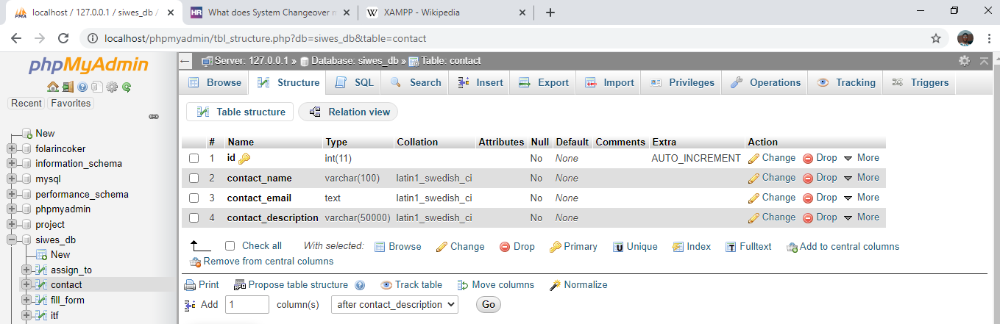 localhost / 127.0.0.1 / siwes_db /
What does System Changeover m
XAMPP - Wikipedia
localhost/phpmyadmin/tbl_structure.php?db=siwes_db&table=contact
phpMyAdmin
Recent Favorites
New
folarincoker
information_schema
mysql
performance_schema
phpmyadmin
project
siwes_db
New
assign_to
contact
fill_form
itf
Server: 127.0.0.1 » Database: siwes_db » Table: contact
Browse Structure SQL Search Insert Export Import Privileges Operations Tracking Triggers
Table structure Relation view
# Name Type Collation Attributes Null Default Comments Extra Action
1 id int(11) No None AUTO_INCREMENT Change Drop More
2 contact_name varchar(100) latin1_swedish_ci No None Change Drop More
3 contact_email text latin1_swedish_ci No None Change Drop More
4 contact_description varchar(50000) latin1_swedish_ci No None Change Drop More
Check all With selected: Browse Change Drop Primary Unique Index Fulltext Add to central columns
Remove from central columns
Print Propose table structure Track table Move columns Normalize
Add 1 column(s) after contact_description Go